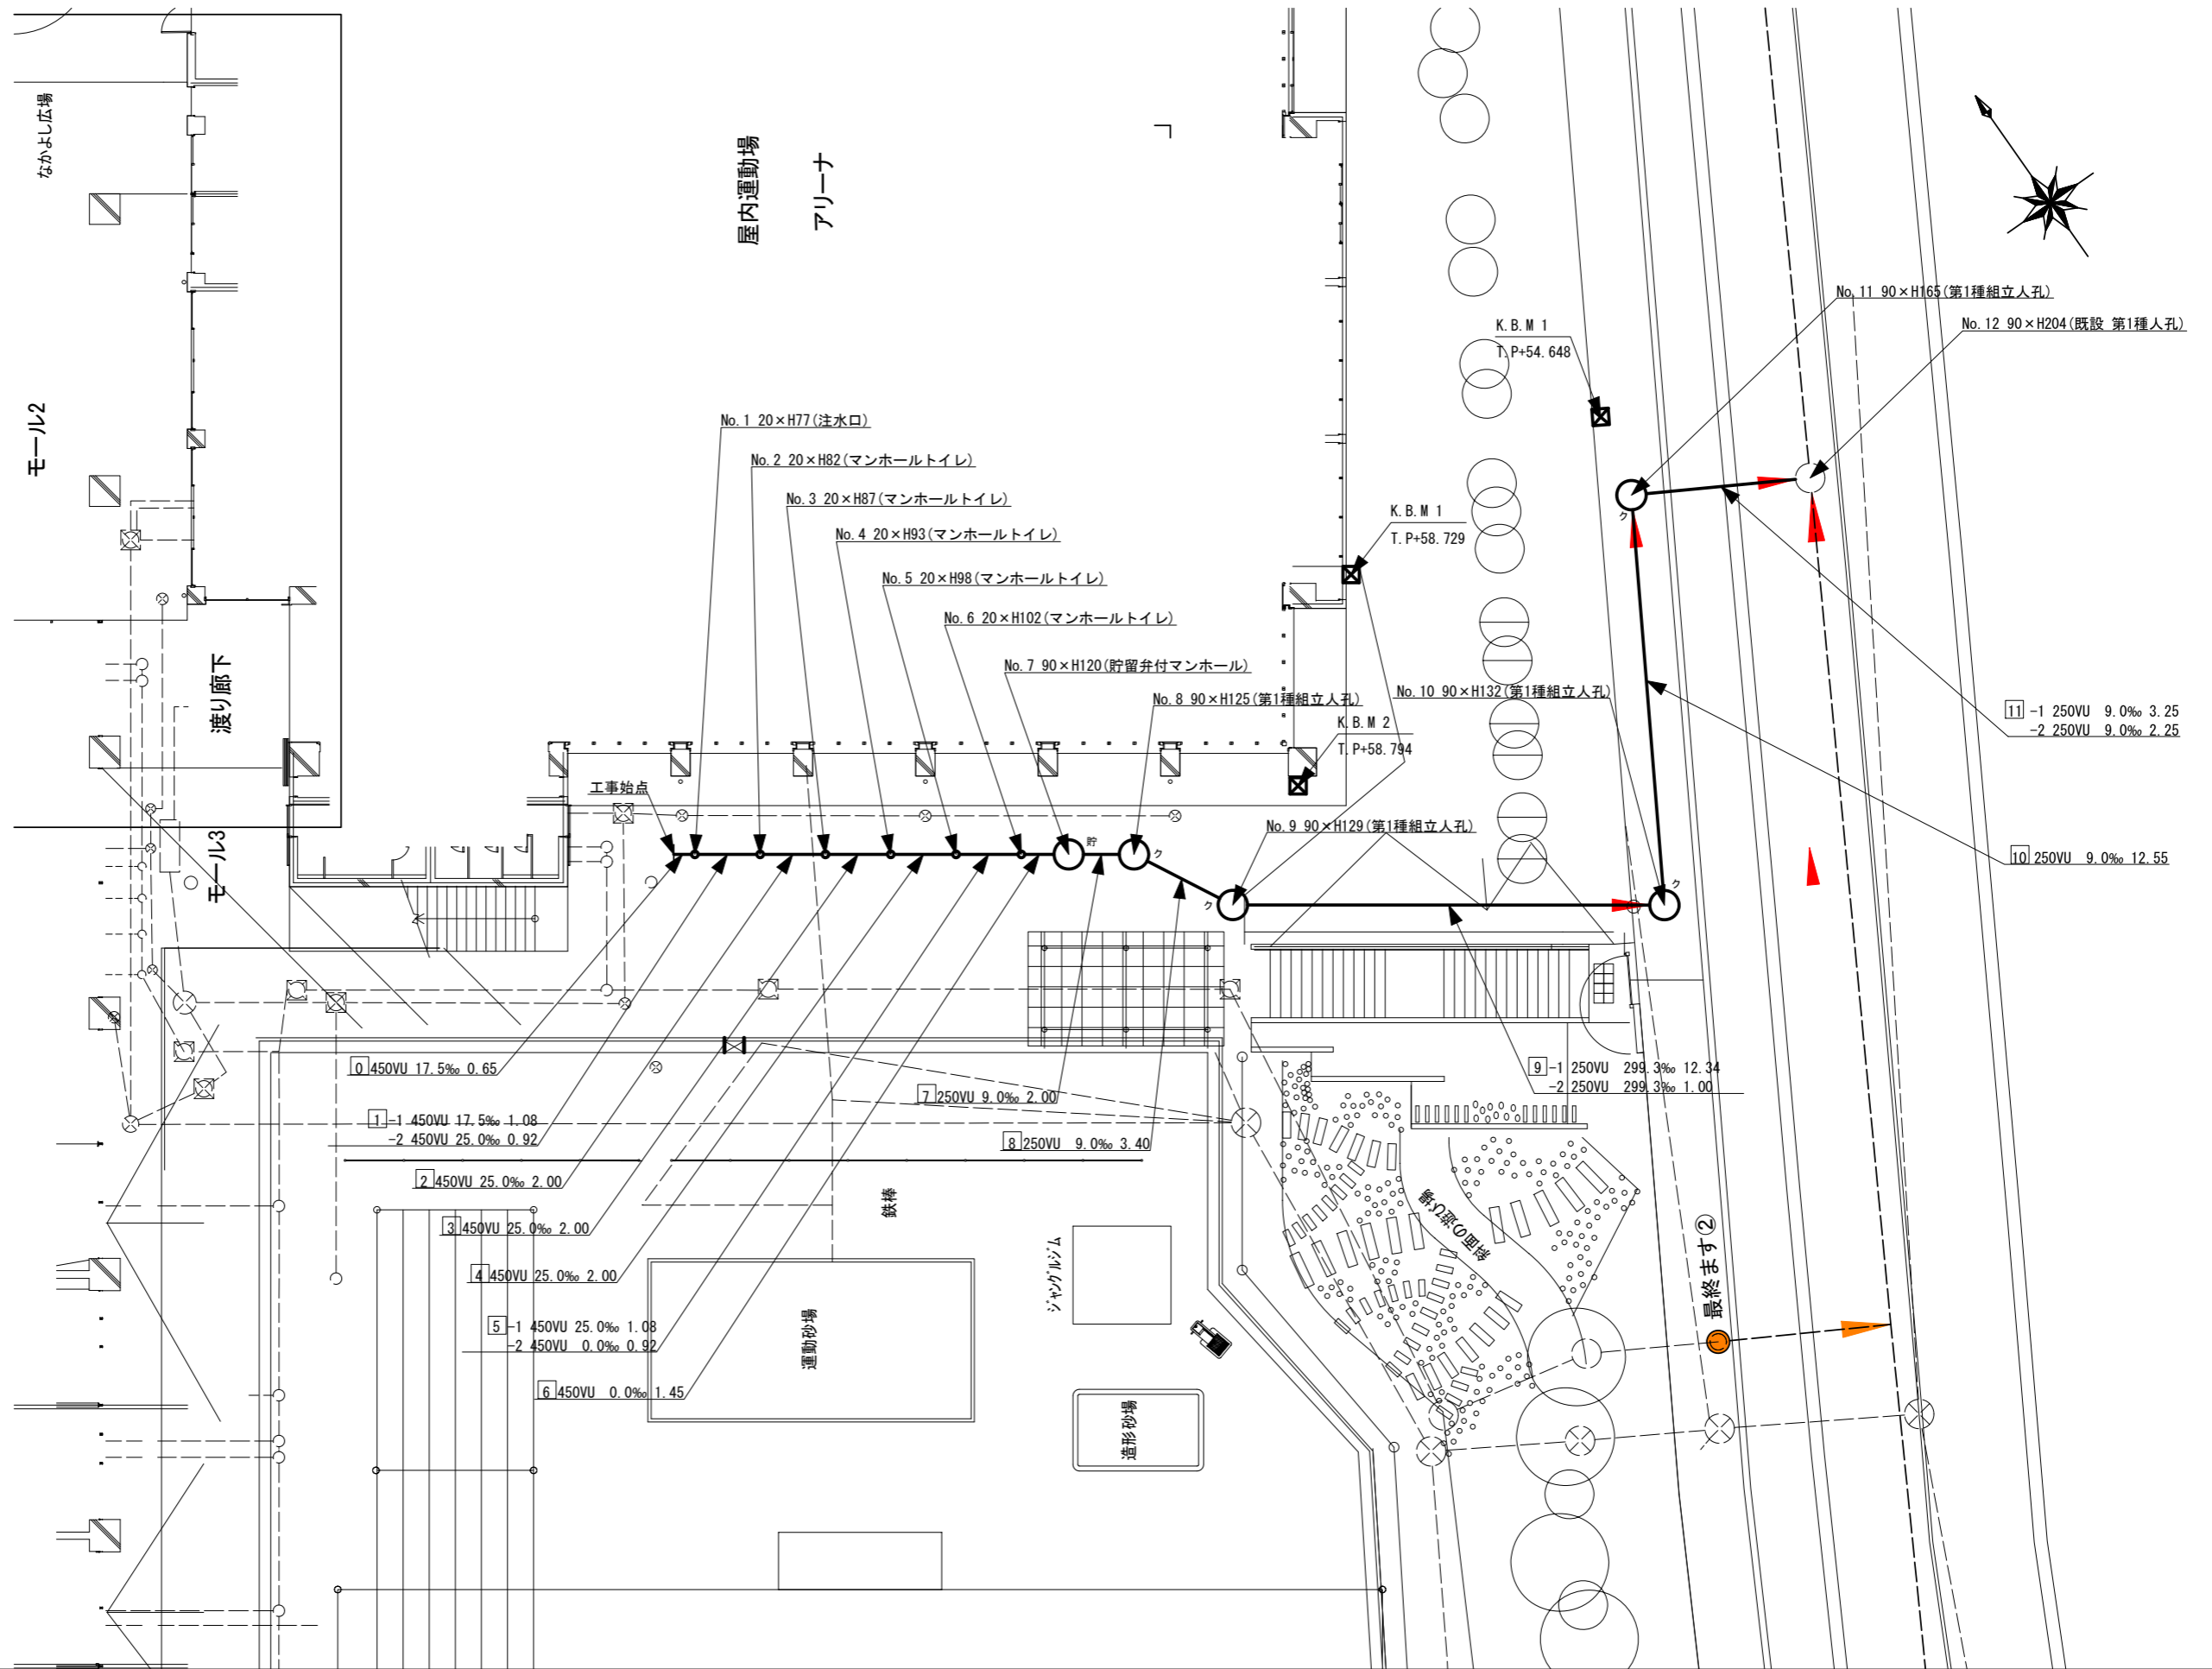 なかよし広場
屋内運動場
アリーナ
モール2
渡り廊下
モール3
No.11 90×H165(第1種組立人孔)
No.12 90×H204(既設 第1種人孔)
K.B.M 1
T.P+54.648
No.1 20×H77(注水口)
No.2 20×H82(マンホールトイレ)
No.3 20×H87(マンホールトイレ)
K.B.M 1
T.P+58.729
No.4 20×H93(マンホールトイレ)
No.5 20×H98(マンホールトイレ)
No.6 20×H102(マンホールトイレ)
No.7 90×H120(貯留弁付マンホール)
No.8 90×H125(第1種組立人孔)
No.10 90×H132(第1種組立人孔)
K.B.M 2
T.P+58.794
11 -1 250VU 9.0‰ 3.25
-2 250VU 9.0‰ 2.25
工事始点
No.9 90×H129(第1種組立人孔)
貯
ク
ク
ク
ク
10 250VU 9.0‰ 12.55
0 450VU 17.5‰ 0.65
1 -1 450VU 17.5‰ 1.08
-2 450VU 25.0‰ 0.92
2 450VU 25.0‰ 2.00
3 450VU 25.0‰ 2.00
4 450VU 25.0‰ 2.00
5 -1 450VU 25.0‰ 1.08
-2 450VU 0.0‰ 0.92
6 450VU 0.0‰ 1.45
7 250VU 9.0‰ 2.00
8 250VU 9.0‰ 3.40
9 -1 250VU 299.3‰ 12.34
-2 250VU 299.3‰ 1.00
鉄棒
ジャングルジム
運動砂場
造形砂場
斜面の遊び場
最終ます②